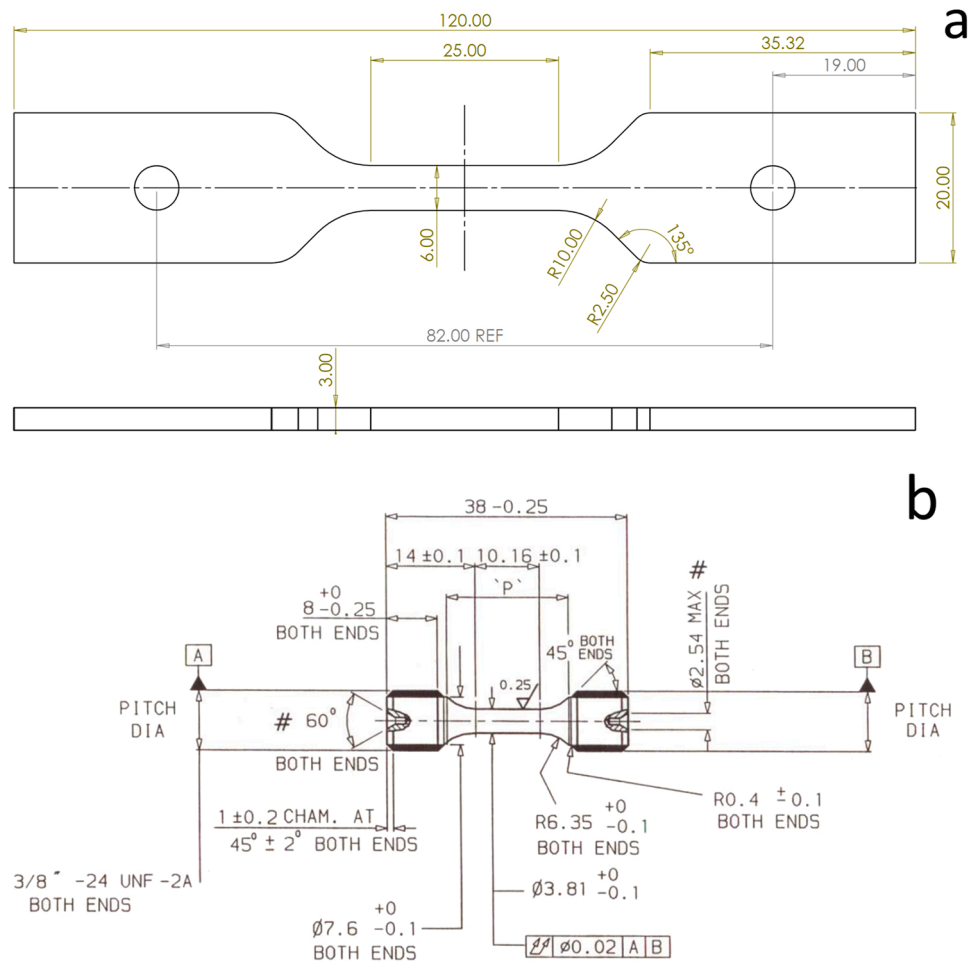 a
120.00
25.00
35.32
19.00
20.00
6.00
R10.00
135°
R2.50
82.00 REF
3.00
b
38 -0.25
14 ±0.1
10.16 ±0.1
#
`P`
+0
8 -0.25
BOTH ENDS
ø2.54 MAX
BOTH ENDS
45° BOTH
ENDS
A
B
0.25
PITCH
DIA
# 60°
BOTH ENDS
PITCH
DIA
1 ±0.2 CHAM. AT
45° ± 2° BOTH ENDS
R6.35 +0
-0.1
BOTH ENDS
R0.4 ± 0.1
BOTH ENDS
3/8" -24 UNF -2A
BOTH ENDS
Ø3.81 +0
-0.1
Ø7.6 +0
-0.1
BOTH ENDS
ø0.02 A B